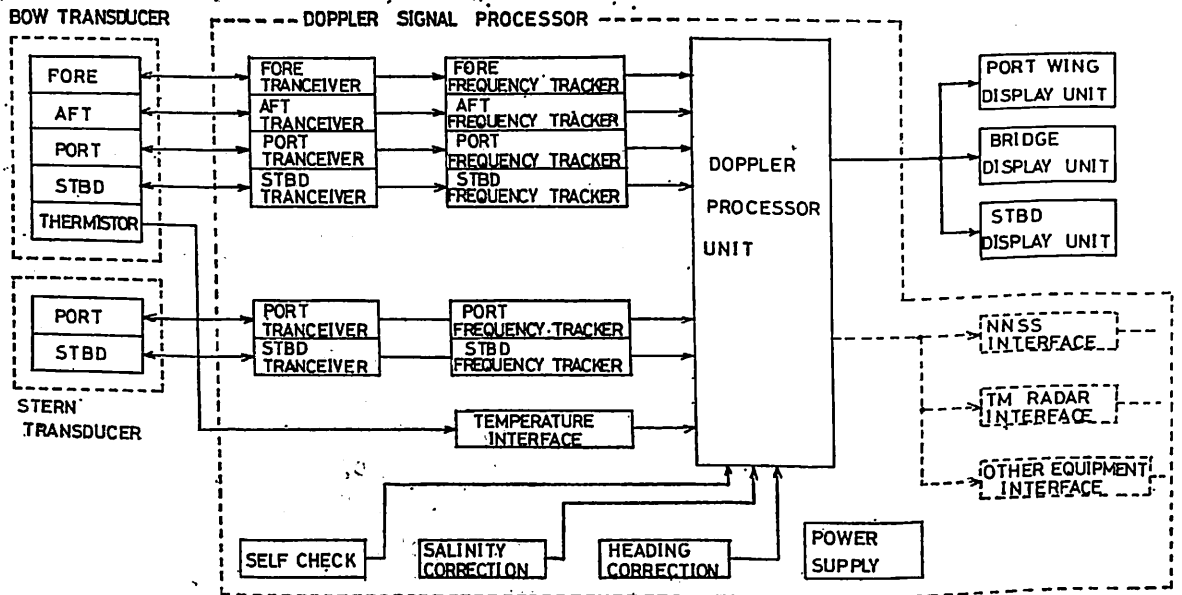 BOW TRANSDUCER
DOPPLER SIGNAL PROCESSOR
FORE
AFT
PORT
STBD
THERMISTOR
FORE
TRANCEIVER
AFT
TRANCEIVER
PORT
TRANCEIVER
STBD
TRANCEIVER
FORE
FREQUENCY TRACKER
AFT
FREQUENCY TRACKER
PORT
FREQUENCY TRACKER
STBD
FREQUENCY TRACKER
DOPPLER
PROCESSOR
UNIT
PORT WING
DISPLAY UNIT
BRIDGE
DISPLAY UNIT
STBD
DISPLAY UNIT
PORT
STBD
STERN
TRANSDUCER
PORT
TRANCEIVER
STBD
TRANCEIVER
PORT
FREQUENCY TRACKER
STBD
FREQUENCY TRACKER
TEMPERATURE
INTERFACE
NNSS
INTERFACE
TM RADAR
INTERFACE
OTHER EQUIPMENT
INTERFACE
SELF CHECK
SALINITY
CORRECTION
HEADING
CORRECTION
POWER
SUPPLY